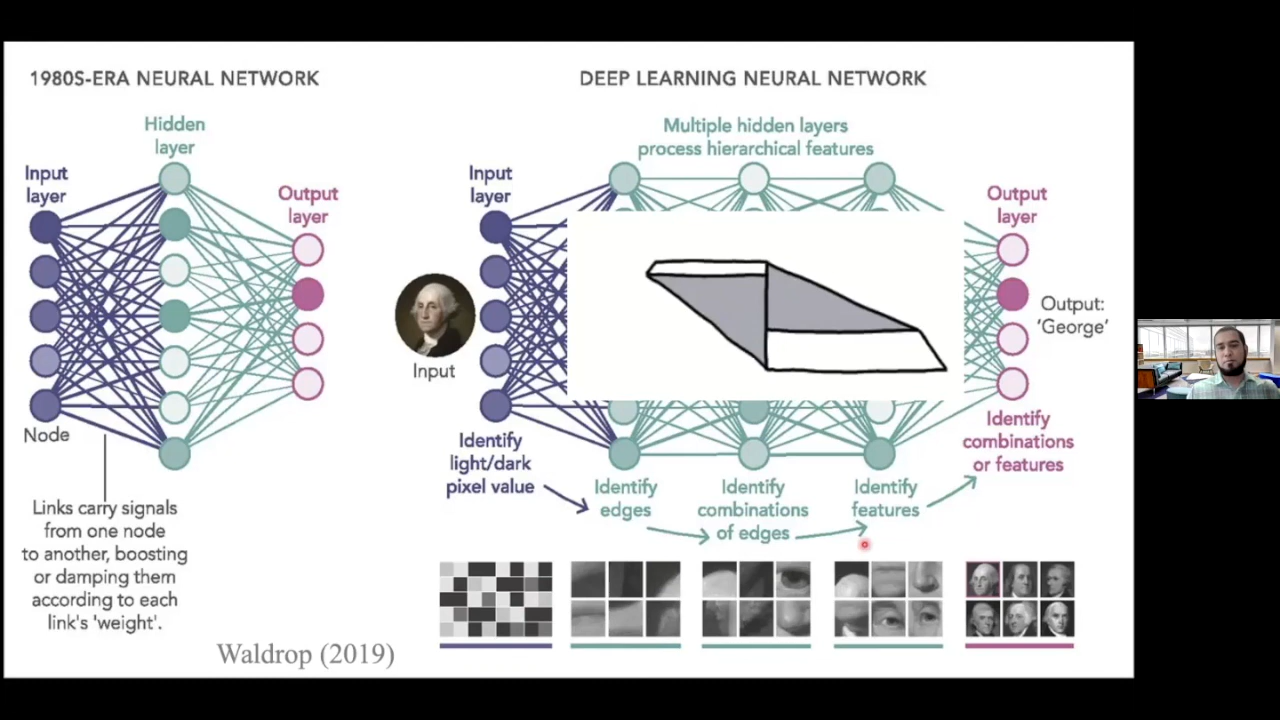 1980S-ERA NEURAL NETWORK
Hidden
layer
Input
layer
Output
layer
Node
Links carry signals
from one node
to another, boosting
or damping them
according to each
link's 'weight'.
Waldrop (2019)
DEEP LEARNING NEURAL NETWORK
Multiple hidden layers
process hierarchical features
Input
layer
Output
layer
Input
Output:
'George'
Identify
light/dark
pixel value
Identify
edges
Identify
combinations
of edges
Identify
features
Identify
combinations
or features